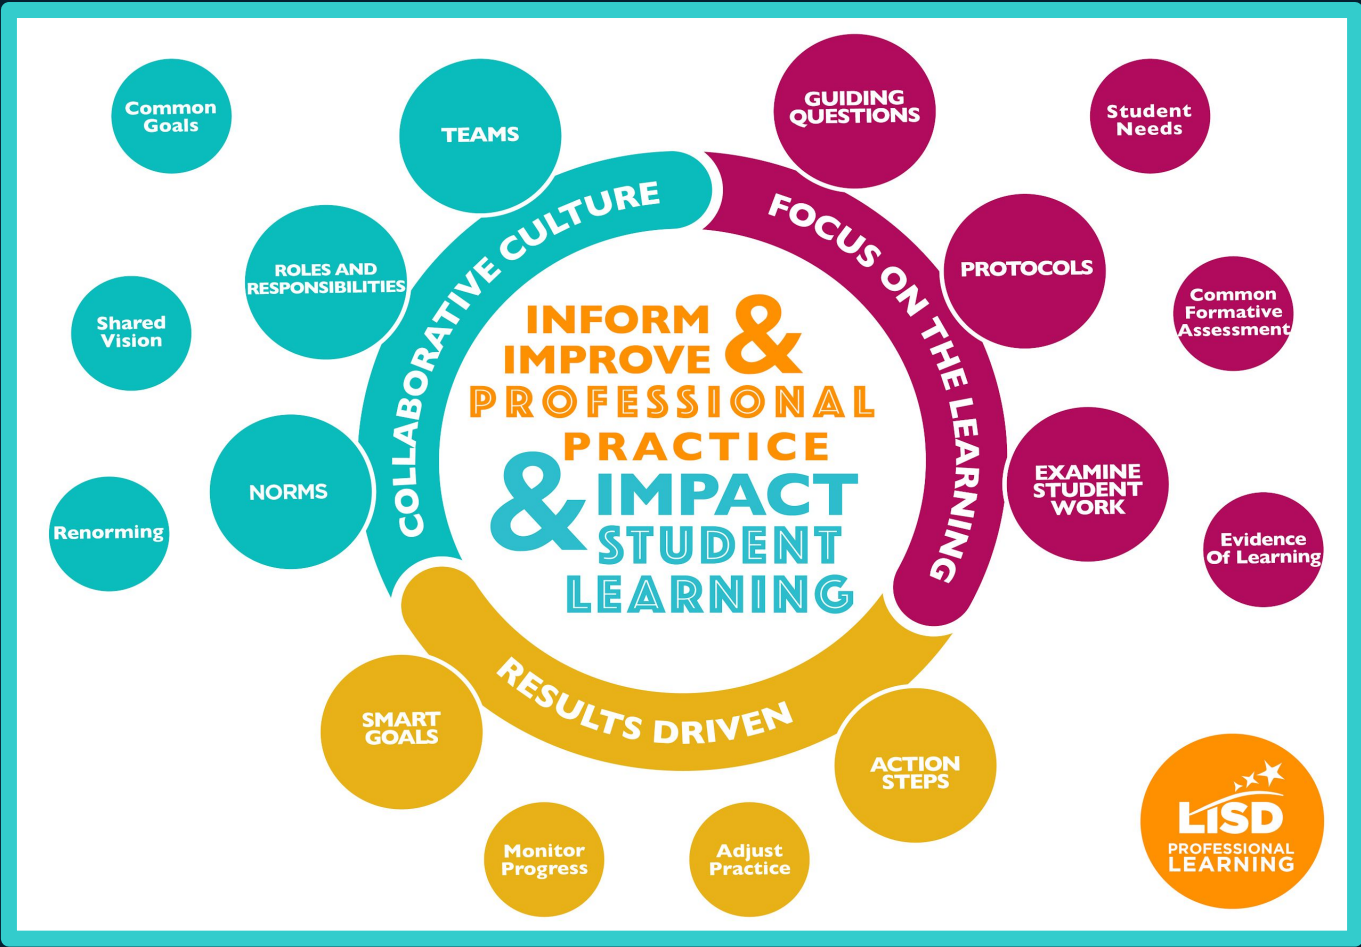 Common
Goals
TEAMS
ROLES AND
RESPONSIBILITIES
Shared
Vision
NORMS
Renorming
COLLABORATIVE CULTURE
GUIDING
QUESTIONS
Student
Needs
PROTOCOLS
Common
Formative
Assessment
EXAMINE
STUDENT
WORK
Evidence
Of Learning
FOCUS ON THE LEARNING
INFORM &
IMPROVE
PROFESSIONAL
PRACTICE
& IMPACT
STUDENT
LEARNING
RESULTS DRIVEN
SMART
GOALS
ACTION
STEPS
Monitor
Progress
Adjust
Practice
LISD
PROFESSIONAL
LEARNING